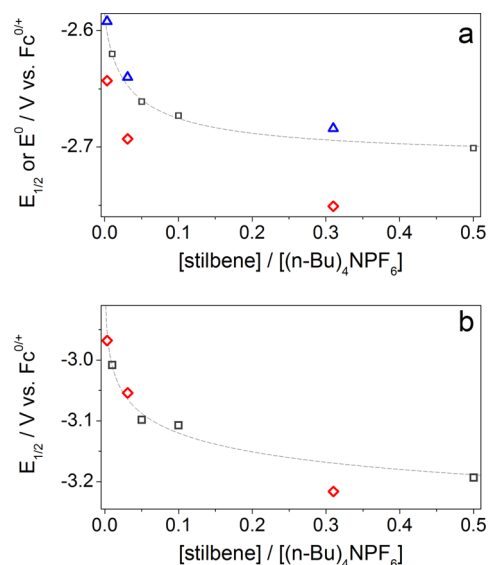 a
E1/2 or E0 / V vs. Fc0/+
-2.6
-2.7
0.0 0.1 0.2 0.3 0.4 0.5
[stilbene] / [(n-Bu)4NPF6]
b
E1/2 / V vs. Fc0/+
-3.0
-3.1
-3.2
0.0 0.1 0.2 0.3 0.4 0.5
[stilbene] / [(n-Bu)4NPF6]